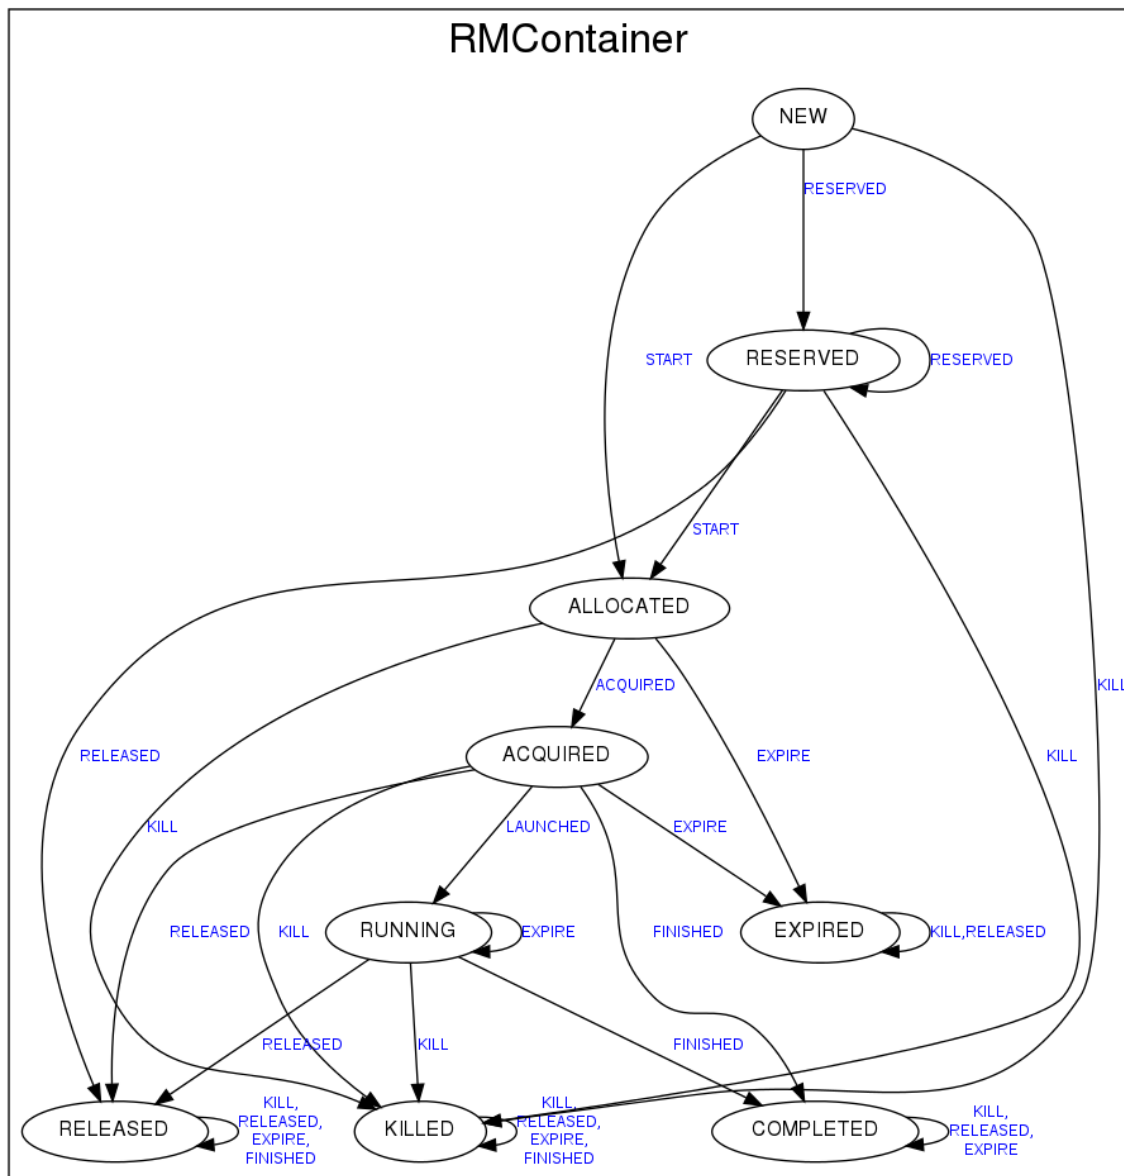 RMContainer
NEW
RESERVED
RESERVED
START
RESERVED
START
ALLOCATED
ACQUIRED
KILL
RELEASED
ACQUIRED
EXPIRE
KILL
KILL
LAUNCHED
EXPIRE
RELEASED
KILL
RUNNING
EXPIRE
FINISHED
EXPIRED
KILL,RELEASED
RELEASED
KILL
FINISHED
RELEASED
KILL,
RELEASED,
EXPIRE,
FINISHED
KILLED
KILL,
RELEASED,
EXPIRE,
FINISHED
COMPLETED
KILL,
RELEASED,
EXPIRE